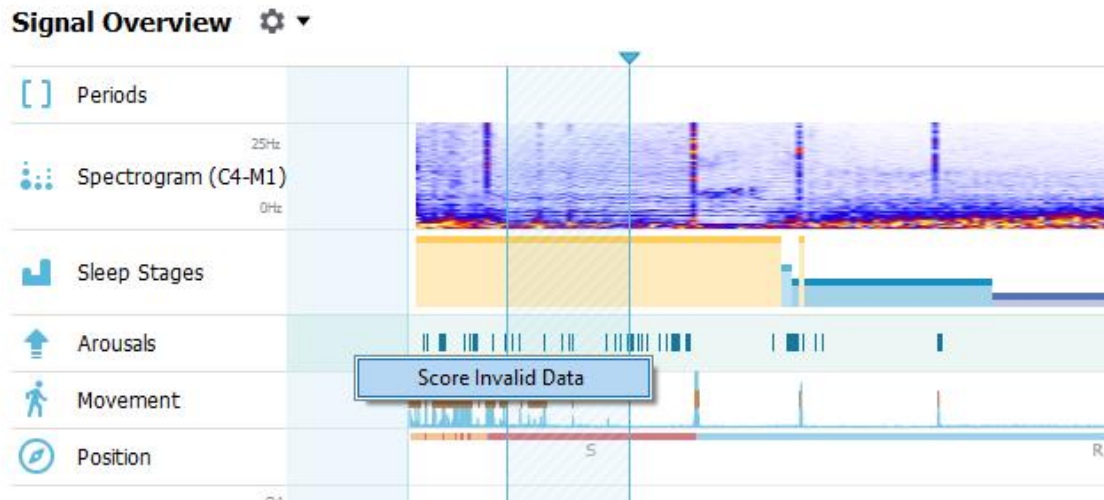 Signal Overview
Periods
25Hz
Spectrogram (C4-M1)
0Hz
Sleep Stages
Arousals
Score Invalid Data
Movement
Position
S
R